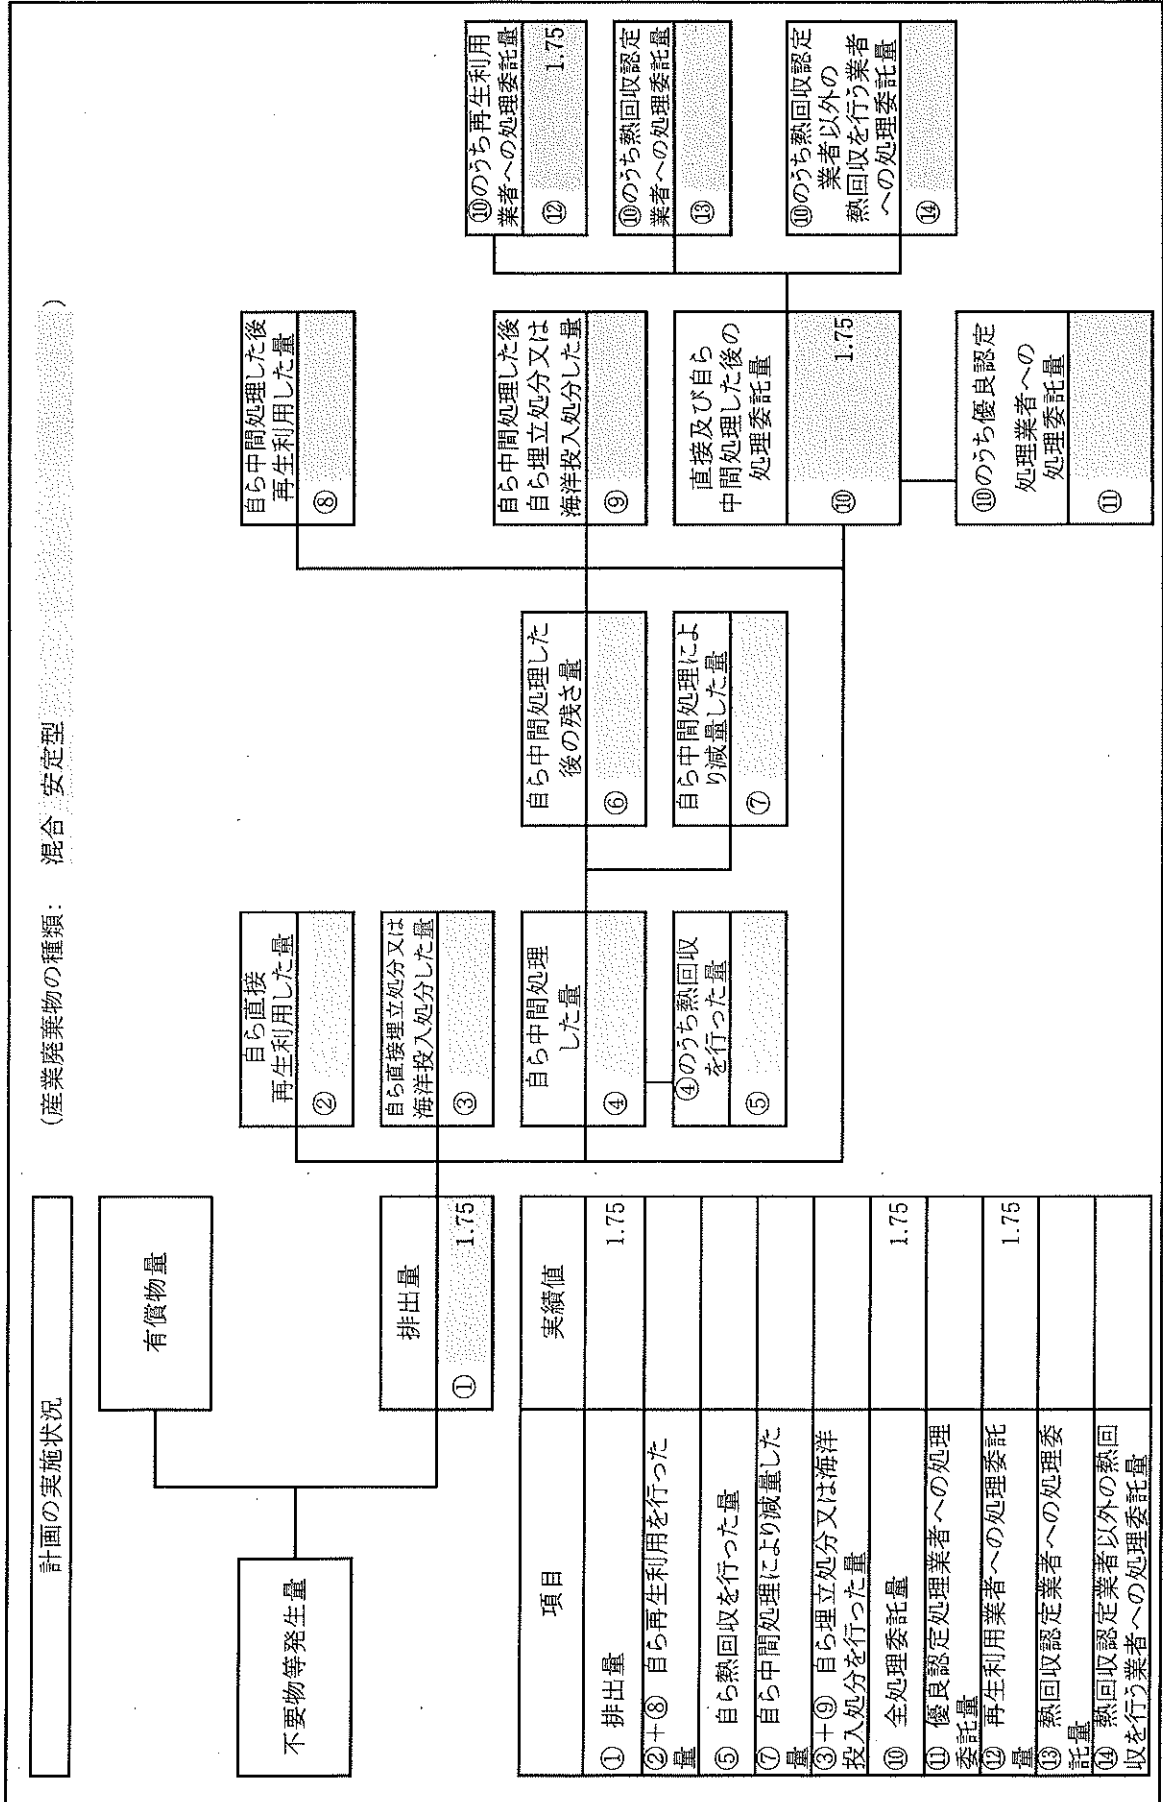 計画の実施状況
(産業廃棄物の種類： 混合 安定型 )
不要物等発生量
有償物量
排出量
① 1.75
自ら直接
再生利用した量
②
自ら直接埋立処分又は
海洋投入処分した量
③
自ら中間処理
した量
④
④のうち熱回収
を行った量
⑤
自ら中間処理した
後の残さ量
⑥
自ら中間処理によ
り減量した量
⑦
自ら中間処理した後
再生利用した量
⑧
自ら中間処理した後
自ら埋立処分又は
海洋投入処分した量
⑨
直接及び自ら
中間処理した後の
処理委託量
⑩ 1.75
⑩のうち優良認定
処理業者への
処理委託量
⑪
⑩のうち再生利用
業者への処理委託量
⑫ 1.75
⑩のうち熱回収認定
業者への処理委託量
⑬
⑩のうち熱回収認定
業者以外の
熱回収を行う業者
への処理委託量
⑭
項目 実績値
① 排出量 1.75
②＋⑧ 自ら再生利用を行った
量
⑤ 自ら熱回収を行った量
⑦ 自ら中間処理により減量した
量
③＋⑨ 自ら埋立処分又は海洋
投入処分を行った量
⑩ 全処理委託量 1.75
⑪ 優良認定処理業者への処理
委託量
⑫ 再生利用業者への処理委託
量 1.75
⑬ 熱回収認定業者への処理委
託量
⑭ 熱回収認定業者以外の熱回
収を行う業者への処理委託量